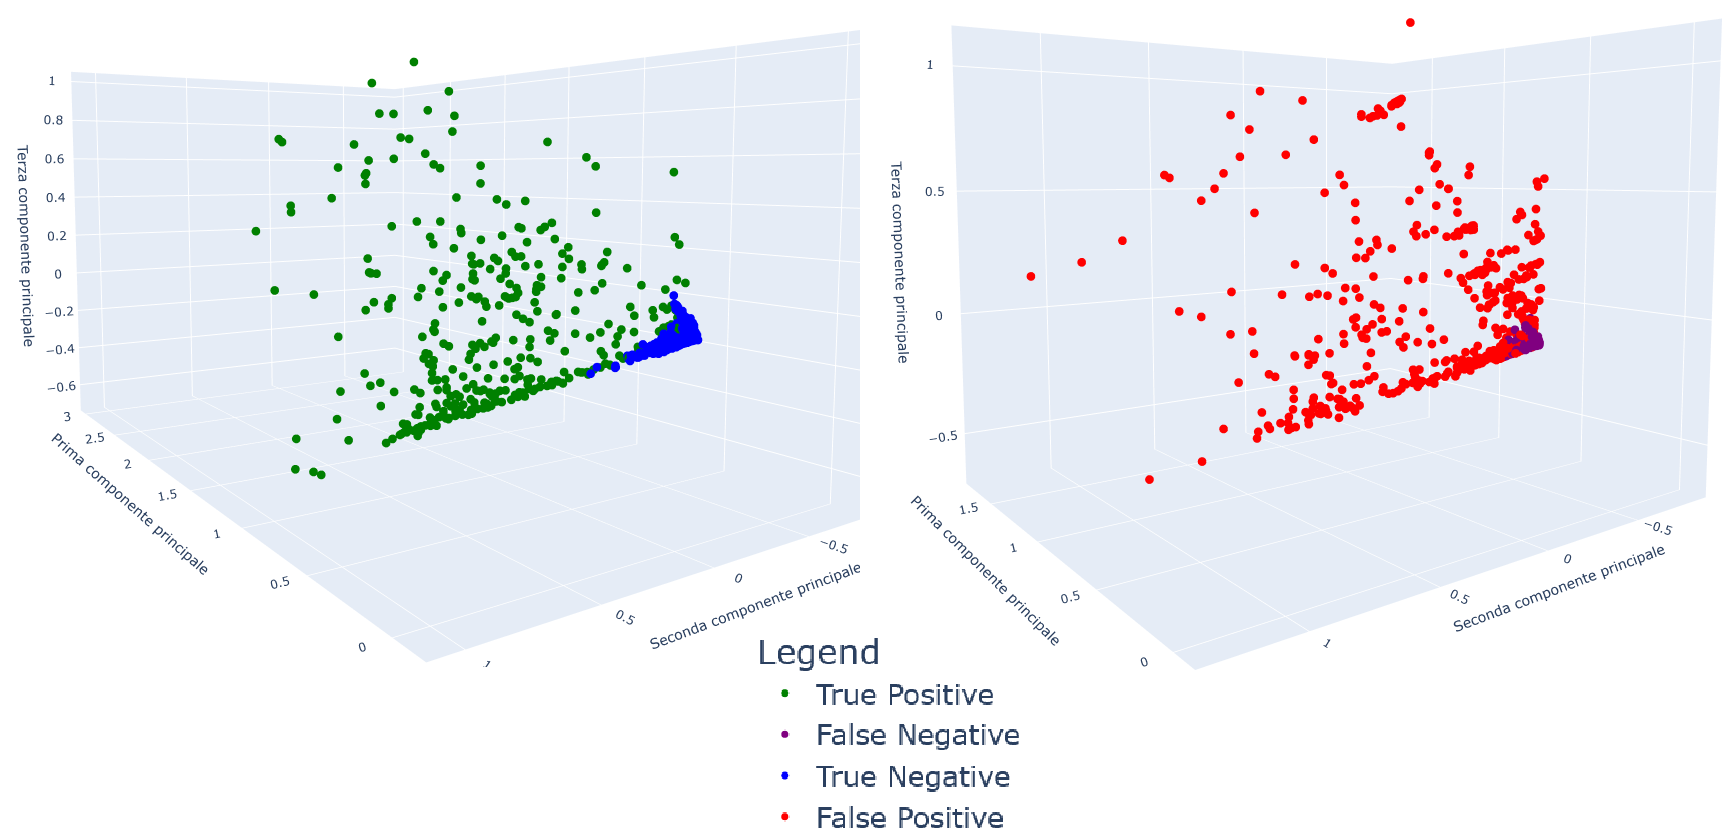 1
0.8
0.6
0.4
0.2
0
−0.2
−0.4
−0.6
Terza componente principale
3
2.5
2
1.5
1
0.5
0
Prima componente principale
1
0.5
0
−0.5
Seconda componente principale
1
0.5
0
−0.5
Terza componente principale
1.5
1
0.5
0
Prima componente principale
1
0.5
0
−0.5
Seconda componente principale
Legend
True Positive
False Negative
True Negative
False Positive